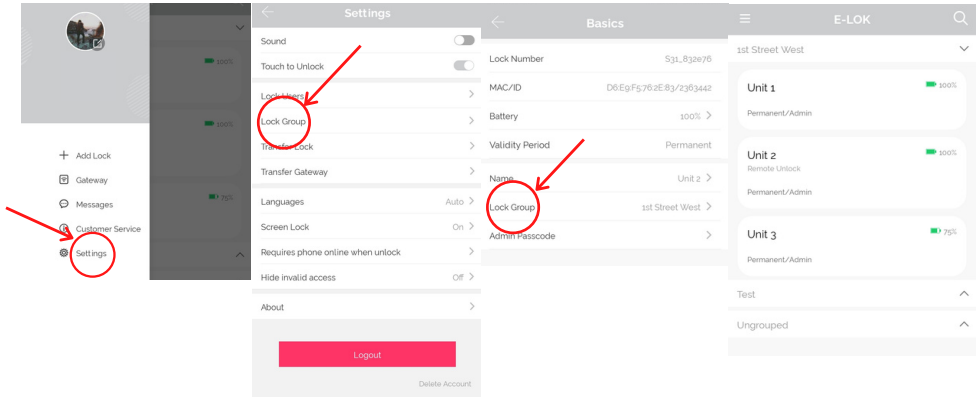 100%
100%
75%
Add Lock
Gateway
Messages
Customer Service
Settings
Settings
Sound
Touch to Unlock
Lock Users
Lock Group
Transfer Lock
Transfer Gateway
Languages Auto
Screen Lock On
Requires phone online when unlock
Hide invalid access Off
About
Logout
Delete Account
Basics
Lock Number S31_832e76
MAC/ID D6:E9:F5:76:2E:83/2363442
Battery 100%
Validity Period Permanent
Name Unit 2
Lock Group 1st Street West
Admin Passcode
E-LOK
1st Street West
Unit 1 100%
Permanent/Admin
Unit 2 100%
Remote Unlock
Permanent/Admin
Unit 3 75%
Permanent/Admin
Test
Ungrouped